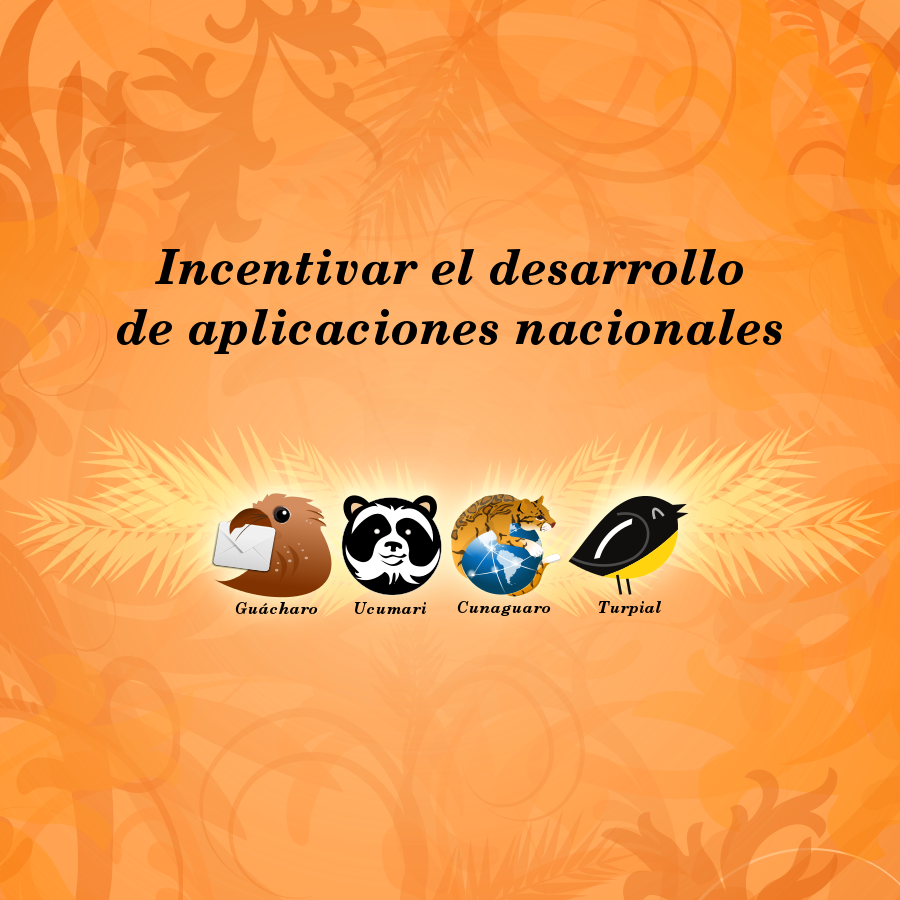 Incentivar el desarrollo
de aplicaciones nacionales
Guácharo Ucumari Cunaguaro Turpial